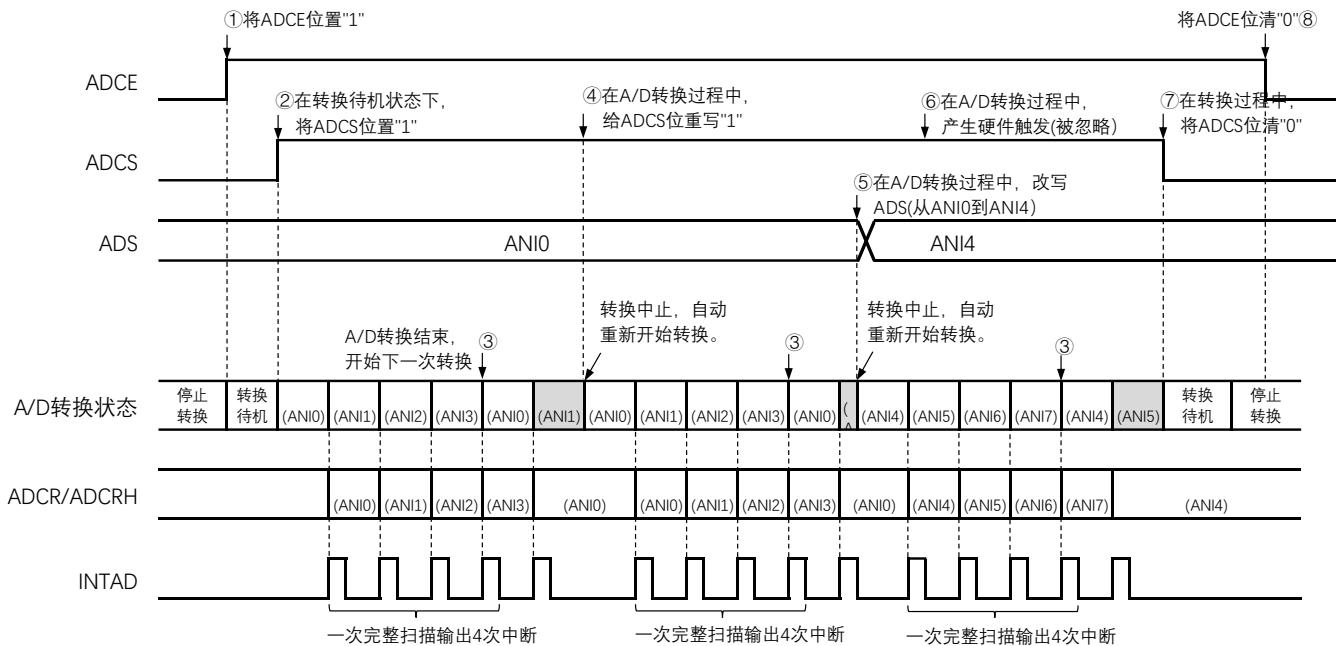 ①将ADCE位置"1"
将ADCE位清"0"⑧
ADCE
②在转换待机状态下，
将ADCS位置"1"
④在A/D转换过程中，
给ADCS位重写"1"
⑥在A/D转换过程中，
产生硬件触发(被忽略）
⑦在转换过程中，
将ADCS位清"0"
ADCS
⑤在A/D转换过程中，改写
ADS(从ANI0到ANI4）
ADS
ANI0
ANI4
A/D转换结束，
开始下一次转换
③
转换中止，自动
重新开始转换。
③
转换中止，自动
重新开始转换。
③
A/D转换状态
停止
转换
转换
待机
(ANI0) (ANI1) (ANI2) (ANI3) (ANI0) (ANI1) (ANI0) (ANI1) (ANI2) (ANI3) (ANI0) (A (ANI4) (ANI5) (ANI6) (ANI7) (ANI4) (ANI5)
转换
待机
停止
转换
ADCR/ADCRH
(ANI0) (ANI1) (ANI2) (ANI3) (ANI0) (ANI0) (ANI1) (ANI2) (ANI3) (ANI0) (ANI4) (ANI5) (ANI6) (ANI7) (ANI4)
INTAD
一次完整扫描输出4次中断
一次完整扫描输出4次中断
一次完整扫描输出4次中断